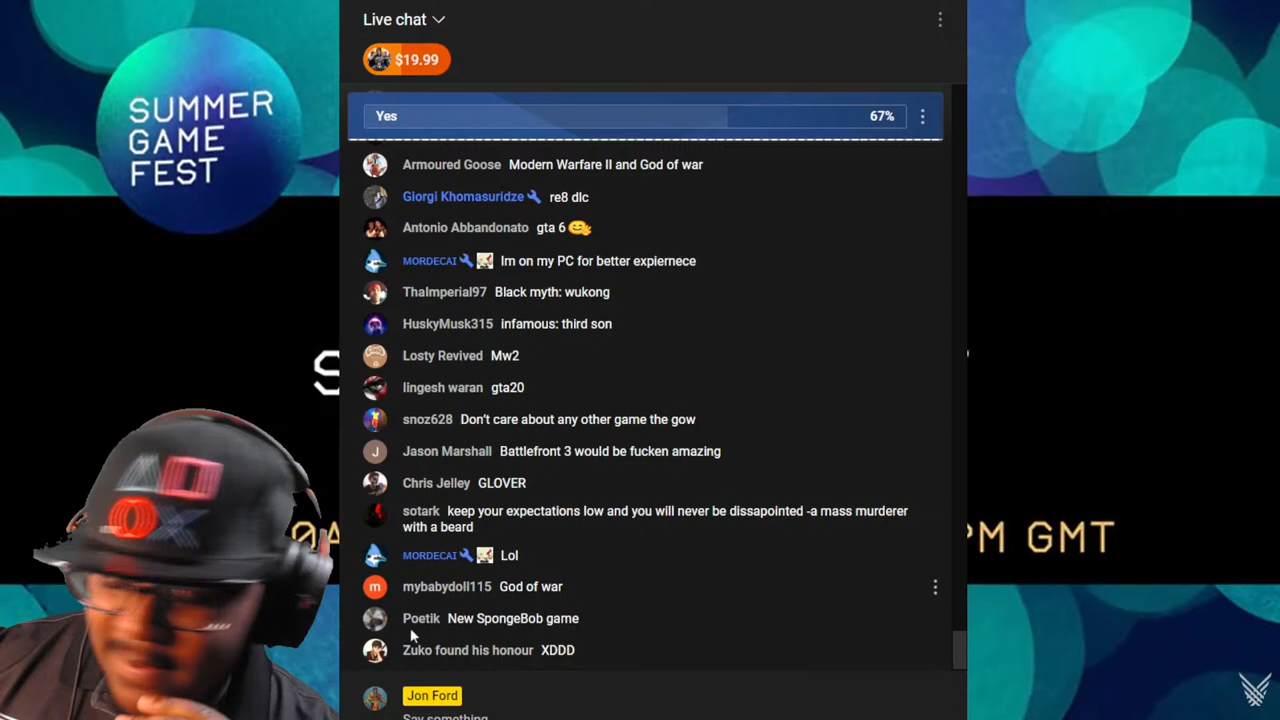 Live chat
$19.99
SUMMER
GAME
FEST
Yes 67%
Armoured Goose Modern Warfare II and God of war
Giorgi Khomasuridze re8 dlc
Antonio Abbandonato gta 6
MORDECAI Im on my PC for better expiernece
ThaImperial97 Black myth: wukong
HuskyMusk315 infamous: third son
Losty Revived Mw2
lingesh waran gta20
snoz628 Don't care about any other game the gow
Jason Marshall Battlefront 3 would be fucken amazing
J
Chris Jelley GLOVER
sotark keep your expectations low and you will never be dissapointed -a mass murderer
with a beard
PM GMT
MORDECAI Lol
m
mybabydoll115 God of war
Poetik New SpongeBob game
Zuko found his honour XDDD
Jon Ford
Say something